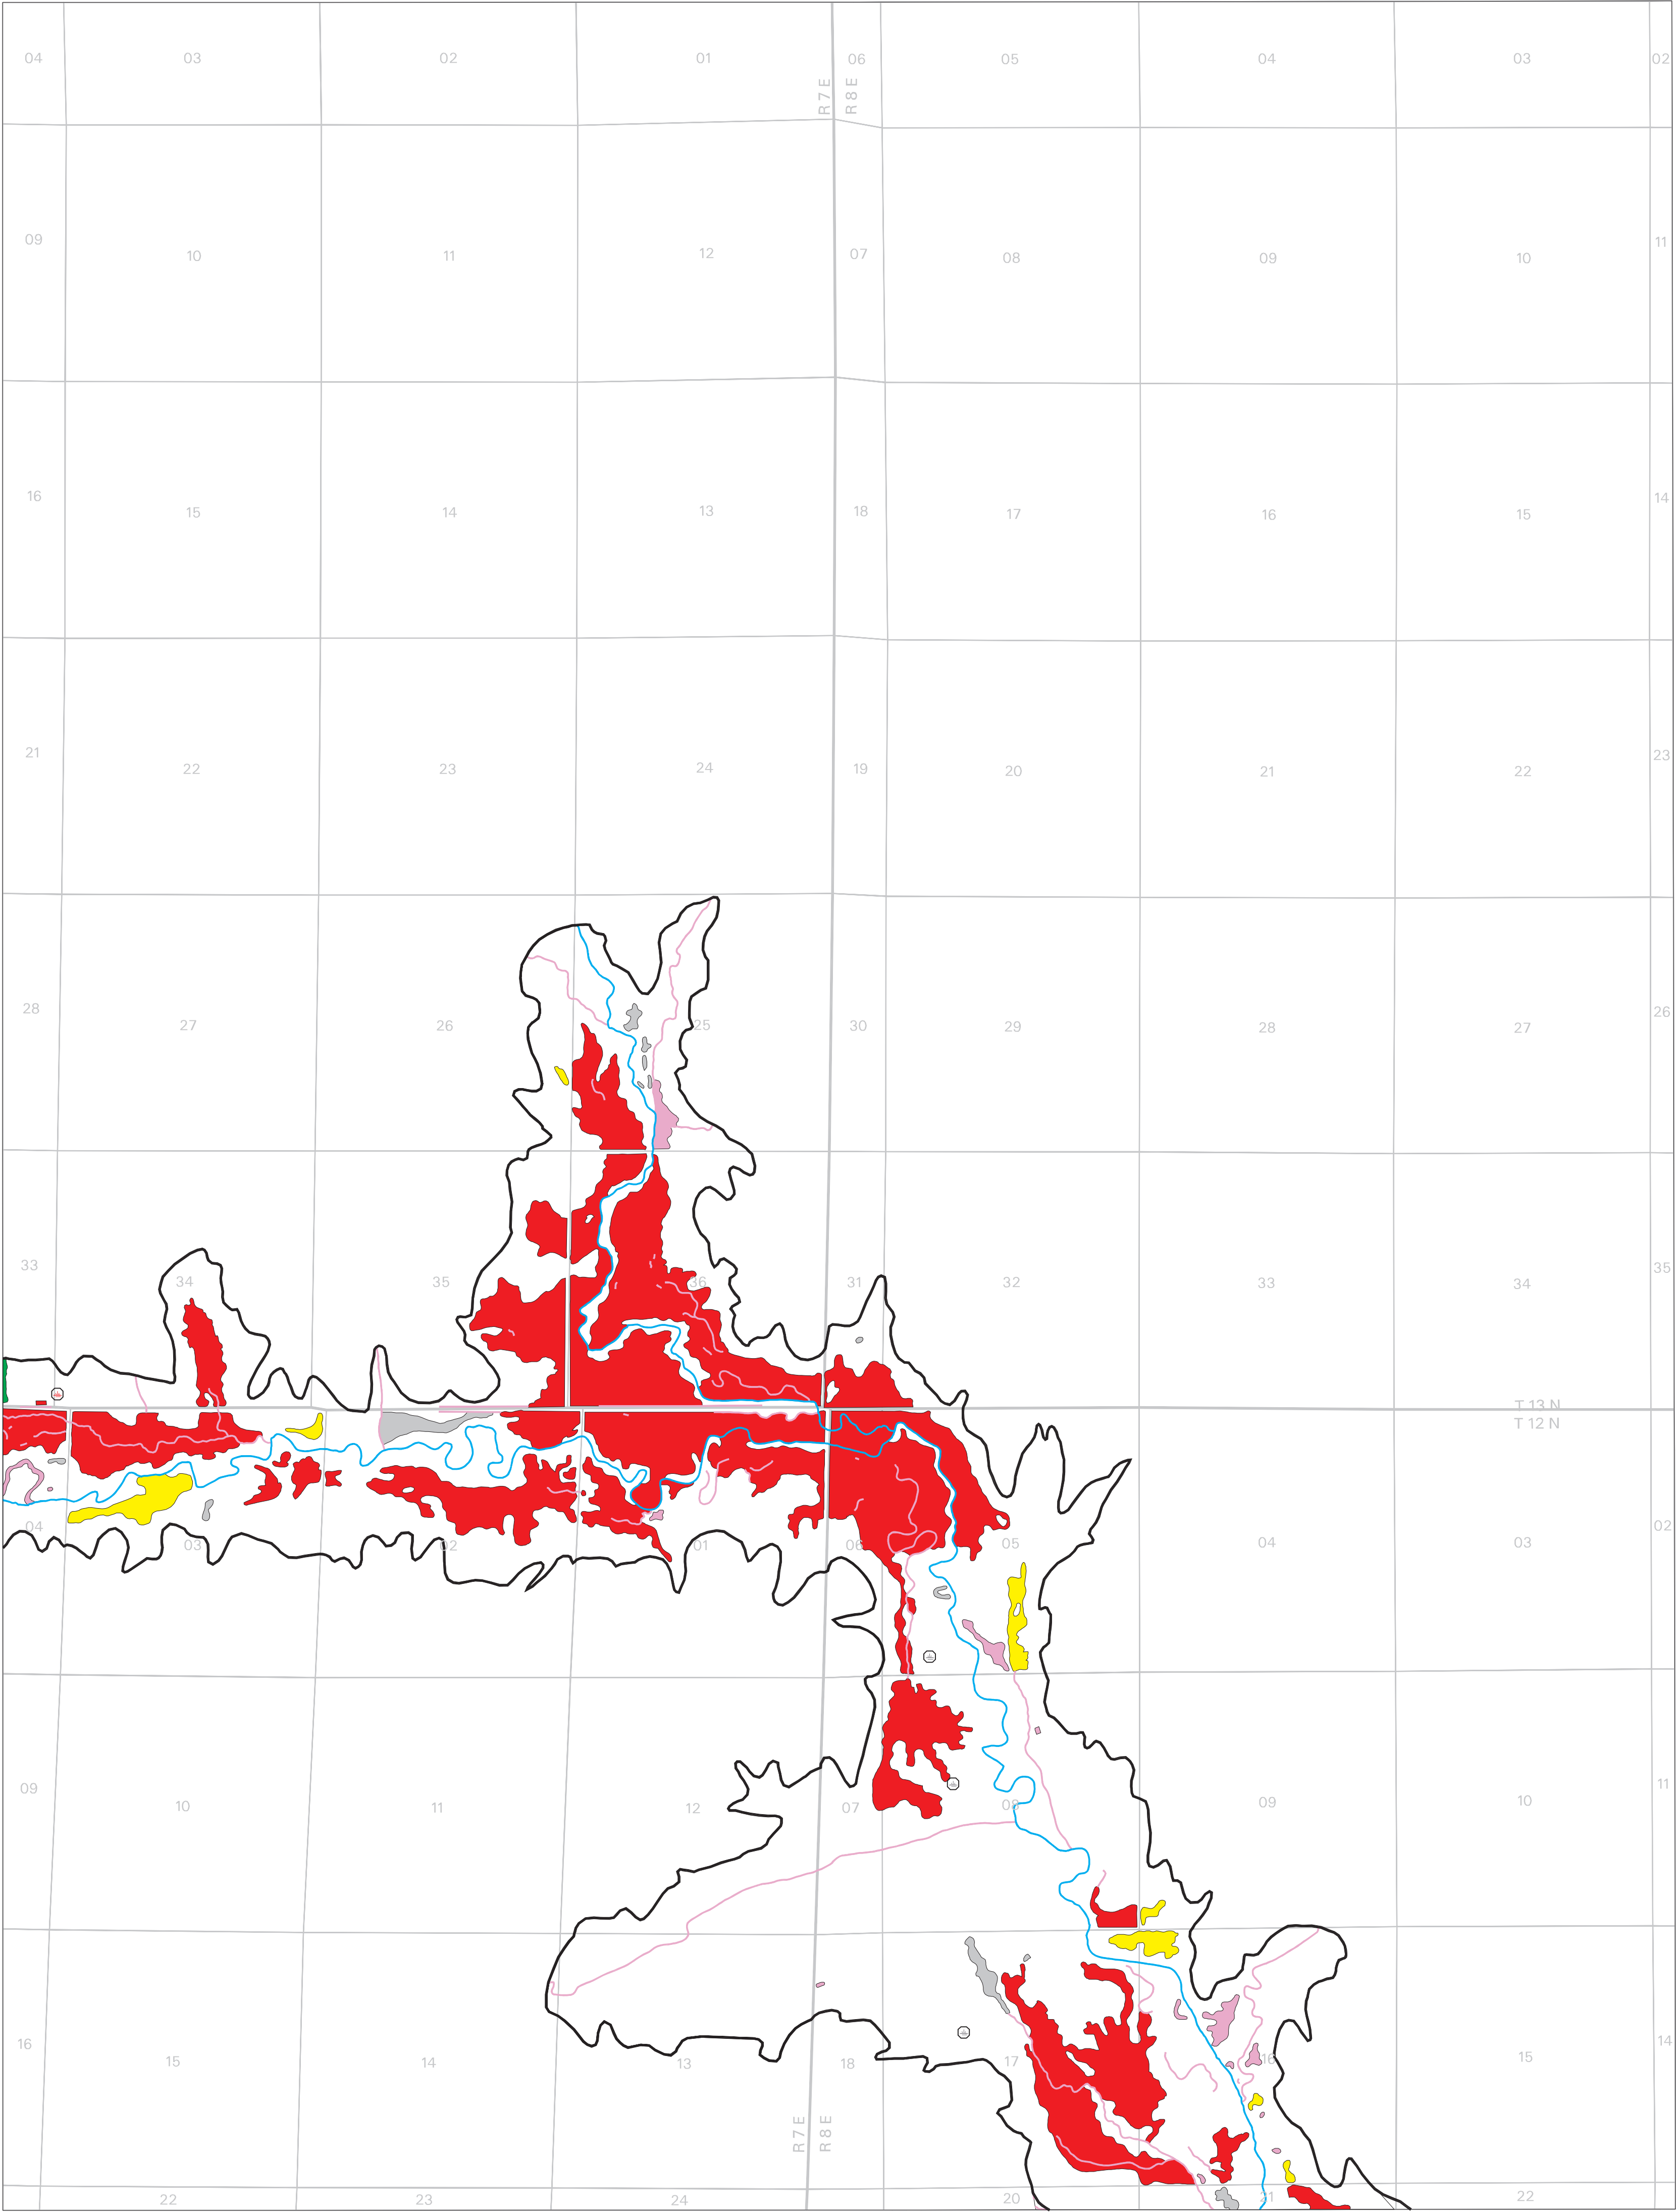 04 03 02 01 06 05 04 03 02
R 7 E
R 8 E
09 10 11 12 07 08 09 10 11
16 15 14 13 18 17 16 15 14
21 22 23 24 19 20 21 22 23
28 27 26 25 30 29 28 27 26
33 34 35 36 31 32 33 34 35
T 13 N
T 12 N
04 03 02 01 06 05 04 03 02
09 10 11 12 07 08 09 10 11
16 15 14 13 18 17 16 15 14
R 7 E
R 8 E
22 23 24 20 21 22